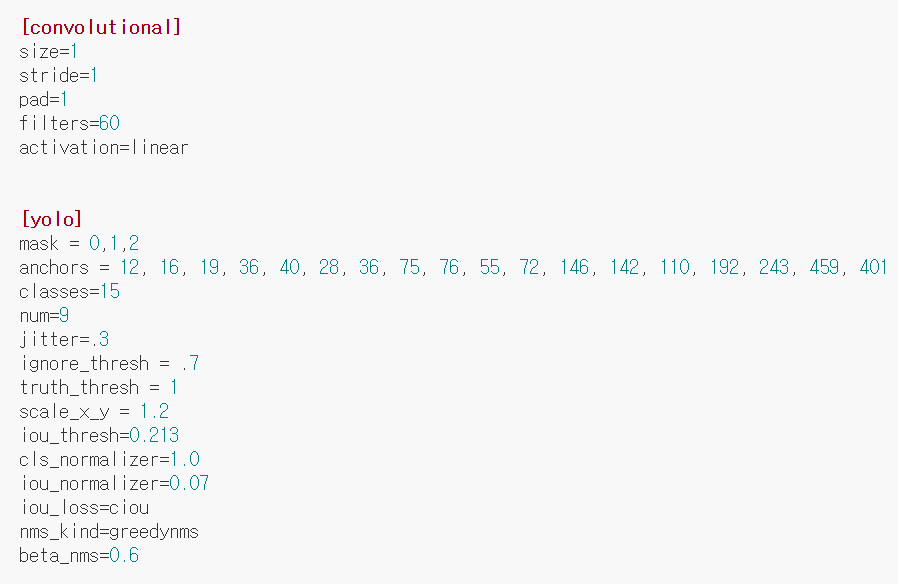 [convolutional]
size=1
stride=1
pad=1
filters=60
activation=linear
[yolo]
mask = 0,1,2
anchors = 12, 16, 19, 36, 40, 28, 36, 75, 76, 55, 72, 146, 142, 110, 192, 243, 459, 401
classes=15
num=9
jitter=.3
ignore_thresh = .7
truth_thresh = 1
scale_x_y = 1.2
iou_thresh=0.213
cls_normalizer=1.0
iou_normalizer=0.07
iou_loss=ciou
nms_kind=greedynms
beta_nms=0.6